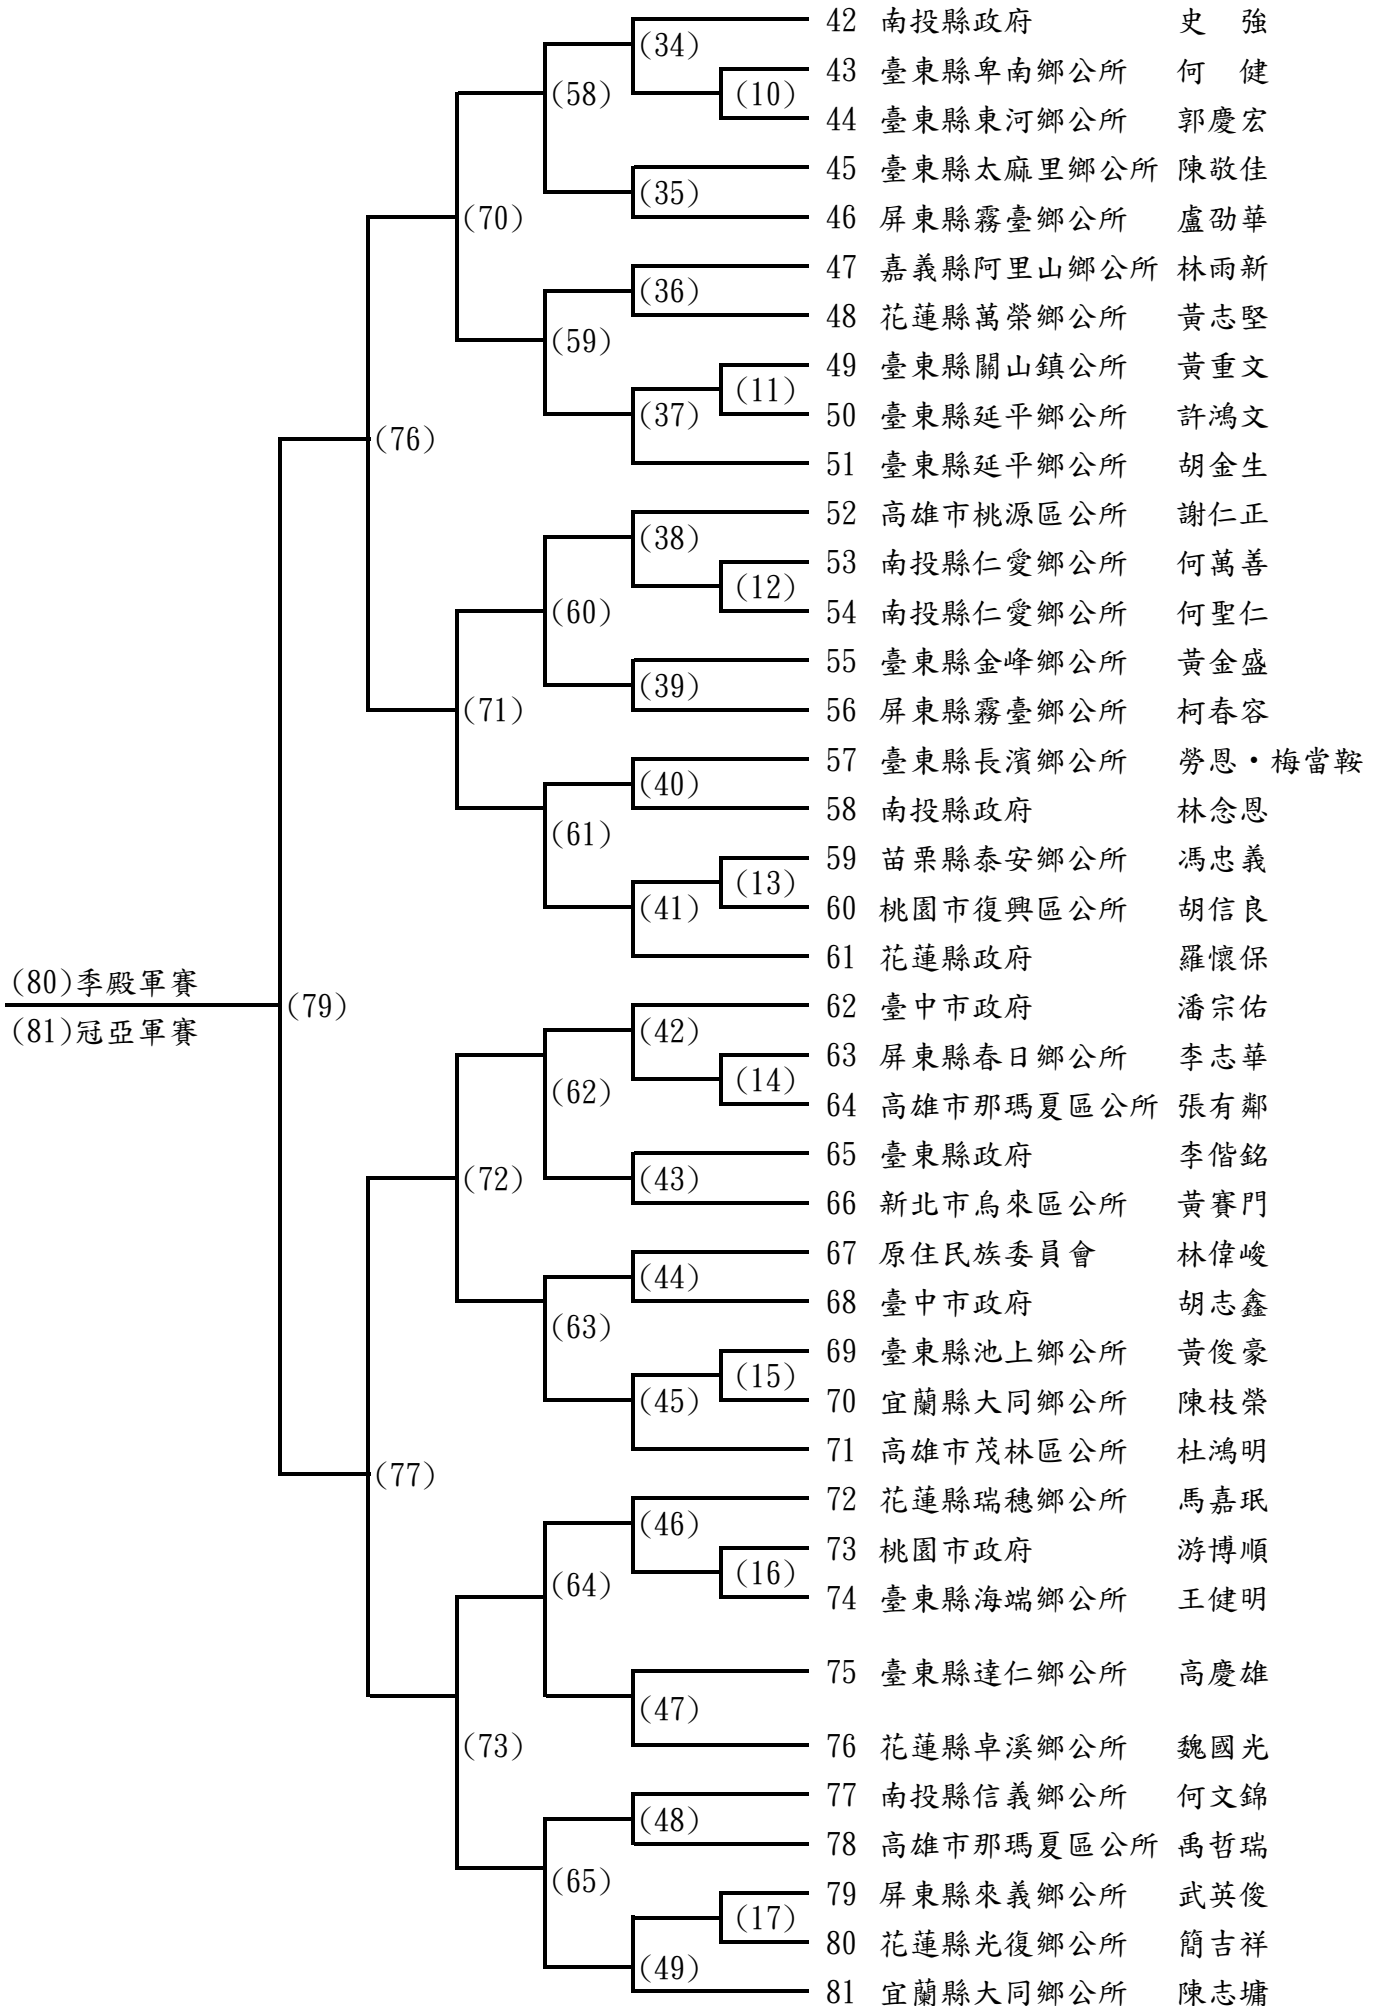 42 南投縣政府 史 強
(34)
43 臺東縣卑南鄉公所 何 健
(58) (10)
44 臺東縣東河鄉公所 郭慶宏
45 臺東縣太麻里鄉公所 陳敬佳
(35)
(70) 46 屏東縣霧臺鄉公所 盧劭華
47 嘉義縣阿里山鄉公所 林雨新
(36)
48 花蓮縣萬榮鄉公所 黃志堅
(59)
49 臺東縣關山鎮公所 黃重文
(11)
(37) 50 臺東縣延平鄉公所 許鴻文
(76)
51 臺東縣延平鄉公所 胡金生
52 高雄市桃源區公所 謝仁正
(38)
53 南投縣仁愛鄉公所 何萬善
(12)
(60) 54 南投縣仁愛鄉公所 何聖仁
55 臺東縣金峰鄉公所 黃金盛
(39)
(71) 56 屏東縣霧臺鄉公所 柯春容
57 臺東縣長濱鄉公所 勞恩‧梅當鞍
(40)
58 南投縣政府 林念恩
(61)
59 苗栗縣泰安鄉公所 馮忠義
(13)
(41) 60 桃園市復興區公所 胡信良
61 花蓮縣政府 羅懷保
(80)季殿軍賽
(79) 62 臺中市政府 潘宗佑
(81)冠亞軍賽 (42)
63 屏東縣春日鄉公所 李志華
(14)
(62)
64 高雄市那瑪夏區公所 張有鄰
65 臺東縣政府 李偕銘
(72) (43)
66 新北市烏來區公所 黃賽門
67 原住民族委員會 林偉峻
(44)
68 臺中市政府 胡志鑫
(63)
69 臺東縣池上鄉公所 黃俊豪
(15)
(45) 70 宜蘭縣大同鄉公所 陳枝榮
71 高雄市茂林區公所 杜鴻明
(77)
72 花蓮縣瑞穗鄉公所 馬嘉珉
(46)
73 桃園市政府 游博順
(16)
(64)
74 臺東縣海端鄉公所 王健明
75 臺東縣達仁鄉公所 高慶雄
(47)
(73) 76 花蓮縣卓溪鄉公所 魏國光
77 南投縣信義鄉公所 何文錦
(48)
78 高雄市那瑪夏區公所 禹哲瑞
(65)
79 屏東縣來義鄉公所 武英俊
(17)
80 花蓮縣光復鄉公所 簡吉祥
(49)
81 宜蘭縣大同鄉公所 陳志墉